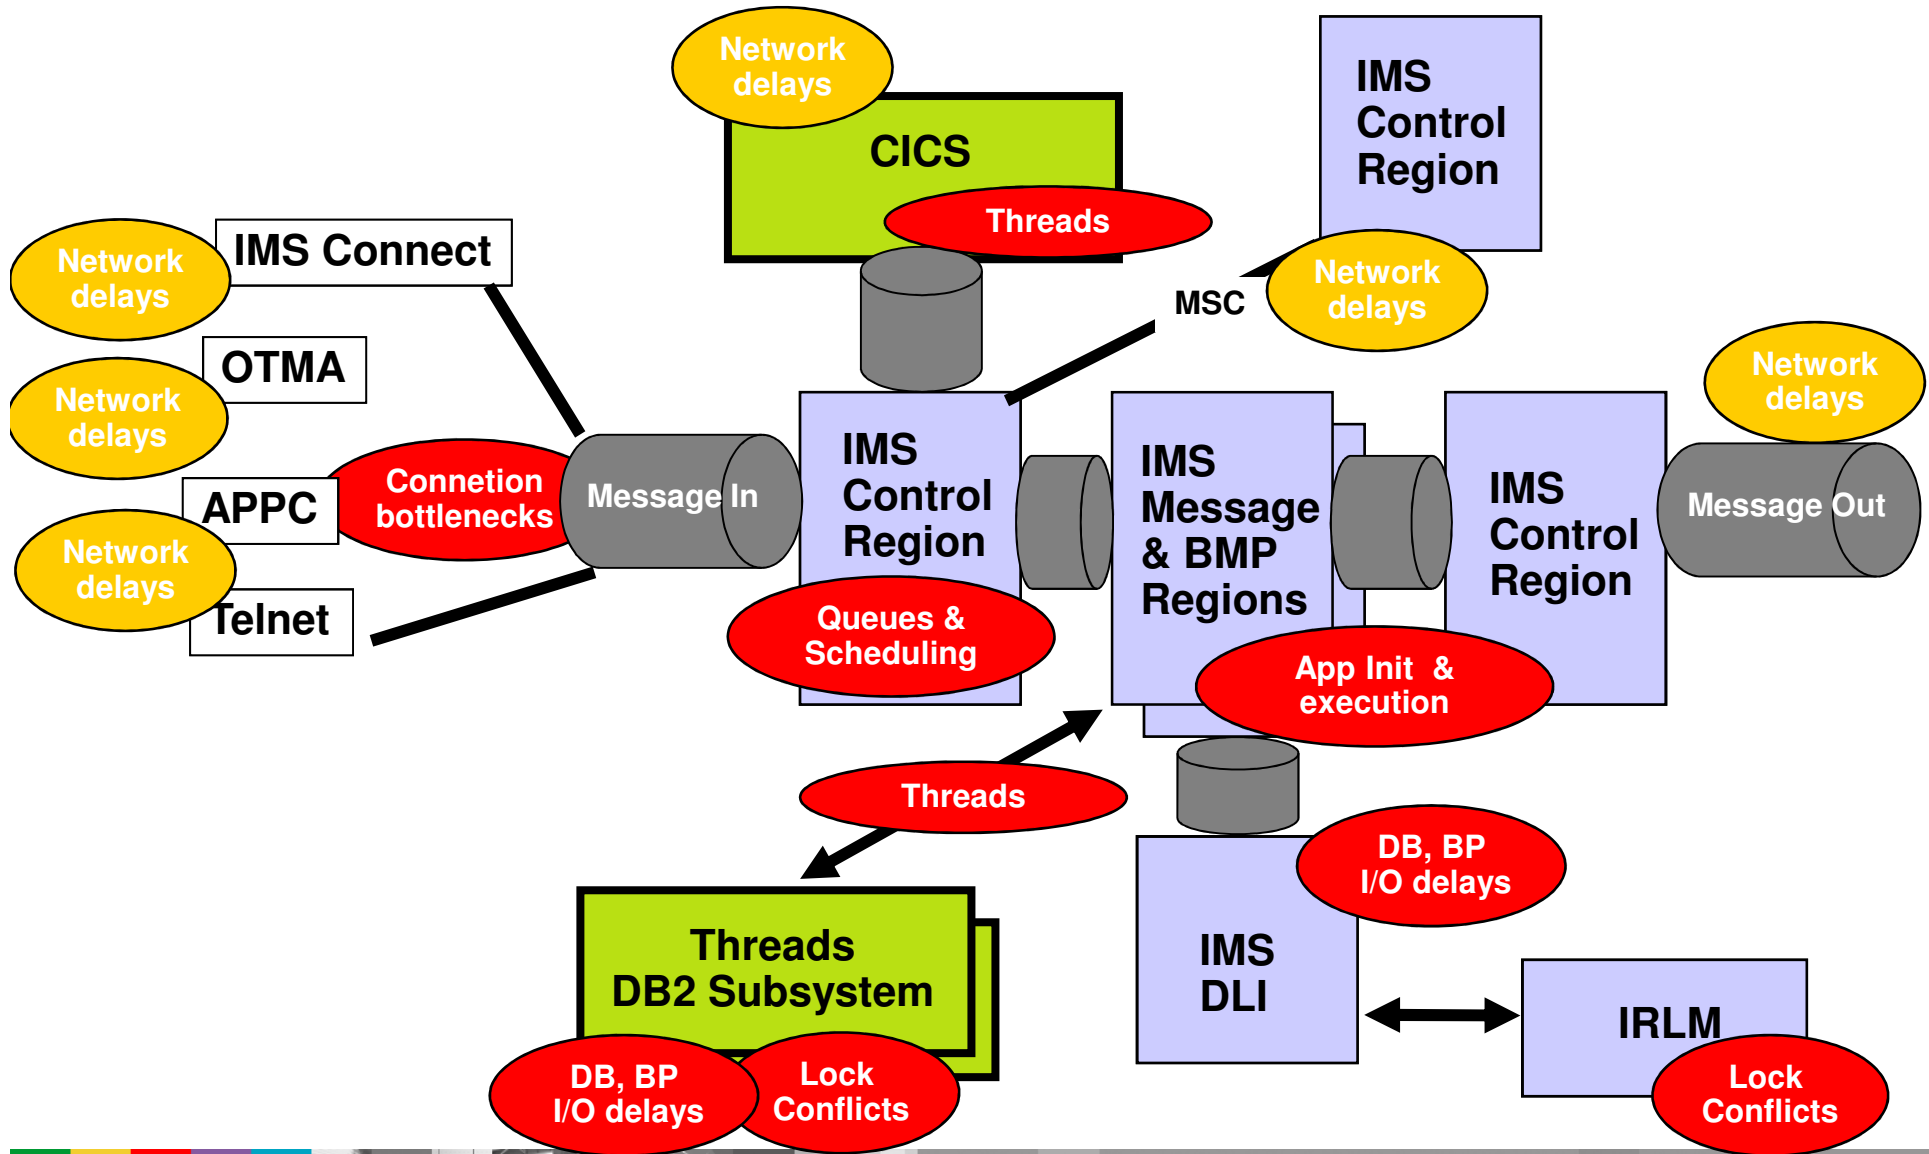 Network
delays
CICS
Threads
IMS
Control
Region
Network
delays
MSC
Network
delays
IMS Connect
Network
delays
OTMA
Network
delays
APPC
Telnet
Connetion
bottlenecks
Message In
IMS
Control
Region
Queues &
Scheduling
IMS
Message
& BMP
Regions
App Init &
execution
IMS
Control
Region
Network
delays
Message Out
Threads
Threads
DB2 Subsystem
DB, BP
I/O delays
Lock
Conflicts
DB, BP
I/O delays
IMS
DLI
IRLM
Lock
Conflicts